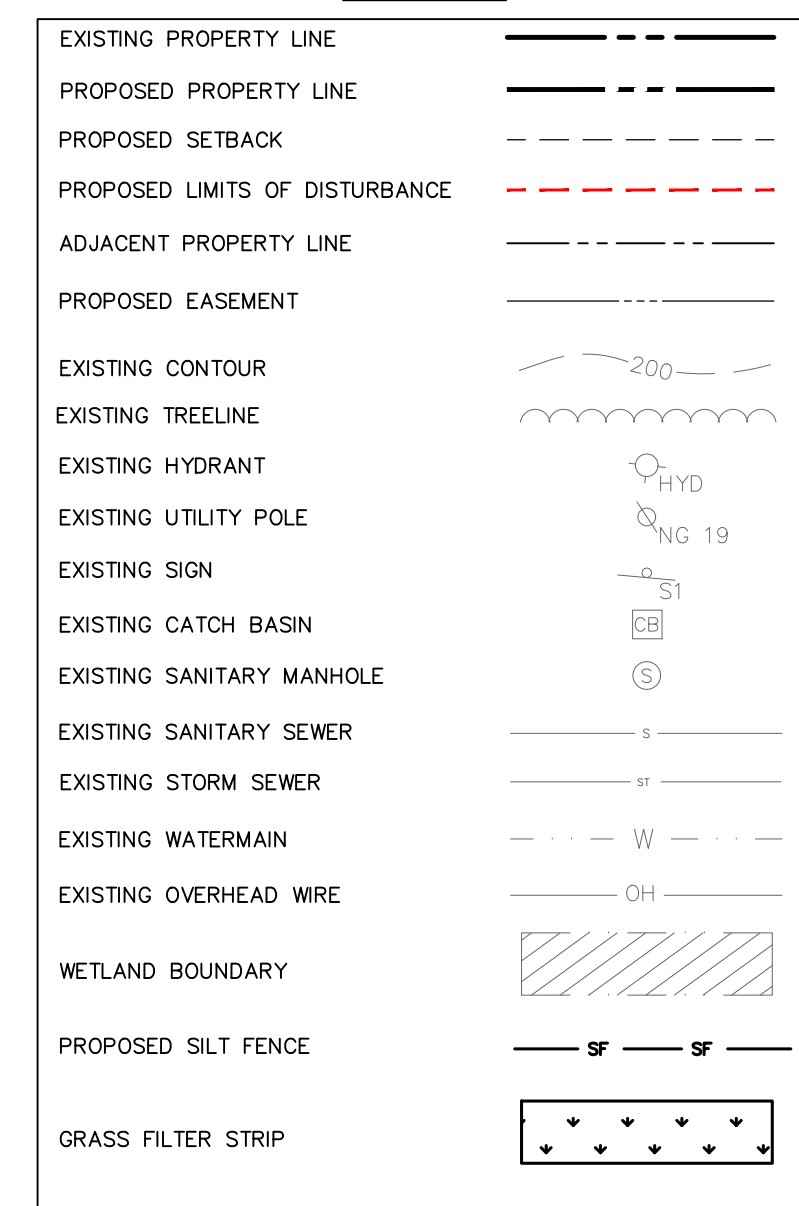 EXISTING PROPERTY LINE
PROPOSED PROPERTY LINE
PROPOSED SETBACK
PROPOSED LIMITS OF DISTURBANCE
ADJACENT PROPERTY LINE
PROPOSED EASEMENT
EXISTING CONTOUR 200
EXISTING TREELINE
EXISTING HYDRANT HYD
EXISTING UTILITY POLE NG 19
EXISTING SIGN S1
EXISTING CATCH BASIN CB
EXISTING SANITARY MANHOLE S
EXISTING SANITARY SEWER S
EXISTING STORM SEWER ST
EXISTING WATERMAIN W
EXISTING OVERHEAD WIRE OH
WETLAND BOUNDARY
PROPOSED SILT FENCE SF SF
GRASS FILTER STRIP